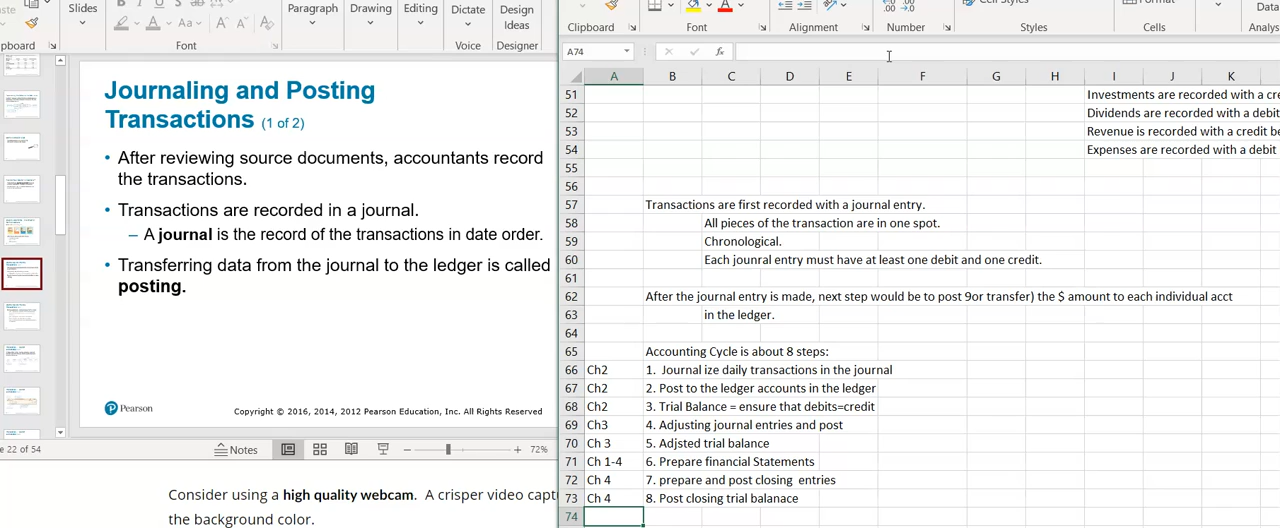 Slides
Paragraph
Drawing
Editing
Dictate
Design
Ideas
pboard
Font
Voice
Designer
Clipboard
Font
Alignment
Number
Styles
Cells
Analys
Data
Format
Cell Styles
A74
fx
A B C D E F G H I J K
Journaling and Posting
Transactions (1 of 2)
• After reviewing source documents, accountants record
the transactions.
• Transactions are recorded in a journal.
– A journal is the record of the transactions in date order.
• Transferring data from the journal to the ledger is called
posting.
Pearson
Copyright © 2016, 2014, 2012 Pearson Education, Inc. All Rights Reserved
e 22 of 54
Notes
72%
Consider using a high quality webcam. A crisper video capt
the background color.
51 Investments are recorded with a cre
52 Dividends are recorded with a debit
53 Revenue is recorded with a credit be
54 Expenses are recorded with a debit
55
56
57 Transactions are first recorded with a journal entry.
58 All pieces of the transaction are in one spot.
59 Chronological.
60 Each jounral entry must have at least one debit and one credit.
61
62 After the journal entry is made, next step would be to post 9or transfer) the $ amount to each individual acct
63 in the ledger.
64
65 Accounting Cycle is about 8 steps:
66 Ch2 1. Journal ize daily transactions in the journal
67 Ch2 2. Post to the ledger accounts in the ledger
68 Ch2 3. Trial Balance = ensure that debits=credit
69 Ch3 4. Adjusting journal entries and post
70 Ch 3 5. Adjsted trial balance
71 Ch 1-4 6. Prepare financial Statements
72 Ch 4 7. prepare and post closing entries
73 Ch 4 8. Post closing trial balanace
74